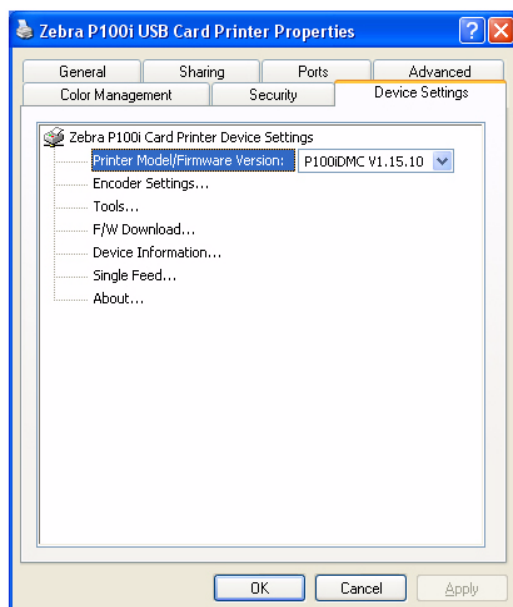 Zebra P100i USB Card Printer Properties
General Sharing Ports Advanced
Color Management Security Device Settings
Zebra P100i Card Printer Device Settings
Printer Model/Firmware Version: P100iDMC V1.15.10
Encoder Settings...
Tools...
F/W Download...
Device Information...
Single Feed...
About...
OK Cancel Apply